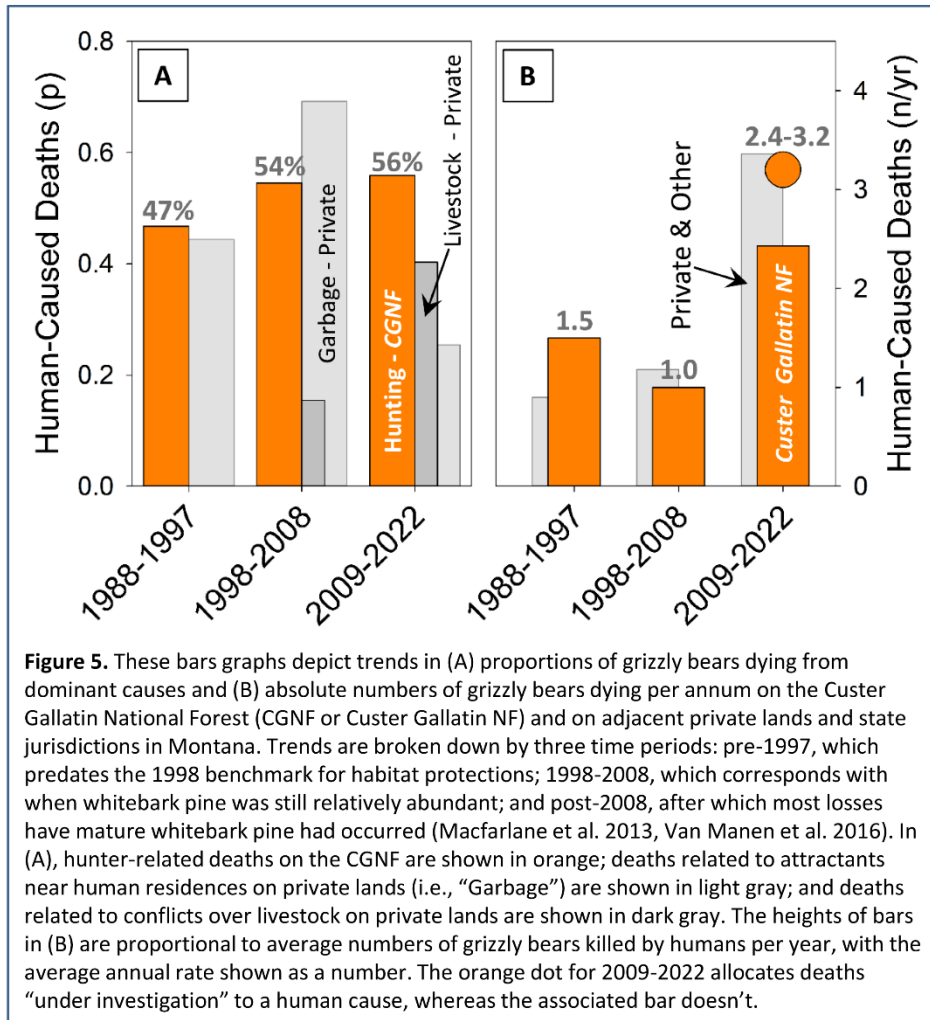 0.8
0.6
0.4
0.2
0.0
Human-Caused Deaths (p)
A
47%
54%
56%
Garbage - Private
Hunting - CGNF
Livestock - Private
1988-1997
1998-2008
2009-2022
B
1.5
1.0
2.4-3.2
Private & Other
Custer Gallatin NF
1988-1997
1998-2008
2009-2022
4
3
2
1
0
Human-Caused Deaths (n/yr)
Figure 5. These bars graphs depict trends in (A) proportions of grizzly bears dying from
dominant causes and (B) absolute numbers of grizzly bears dying per annum on the Custer
Gallatin National Forest (CGNF or Custer Gallatin NF) and on adjacent private lands and state
jurisdictions in Montana. Trends are broken down by three time periods: pre-1997, which
predates the 1998 benchmark for habitat protections; 1998-2008, which corresponds with
when whitebark pine was still relatively abundant; and post-2008, after which most losses
have mature whitebark pine had occurred (Macfarlane et al. 2013, Van Manen et al. 2016). In
(A), hunter-related deaths on the CGNF are shown in orange; deaths related to attractants
near human residences on private lands (i.e., “Garbage”) are shown in light gray; and deaths
related to conflicts over livestock on private lands are shown in dark gray. The heights of bars
in (B) are proportional to average numbers of grizzly bears killed by humans per year, with the
average annual rate shown as a number. The orange dot for 2009-2022 allocates deaths
“under investigation” to a human cause, whereas the associated bar doesn’t.